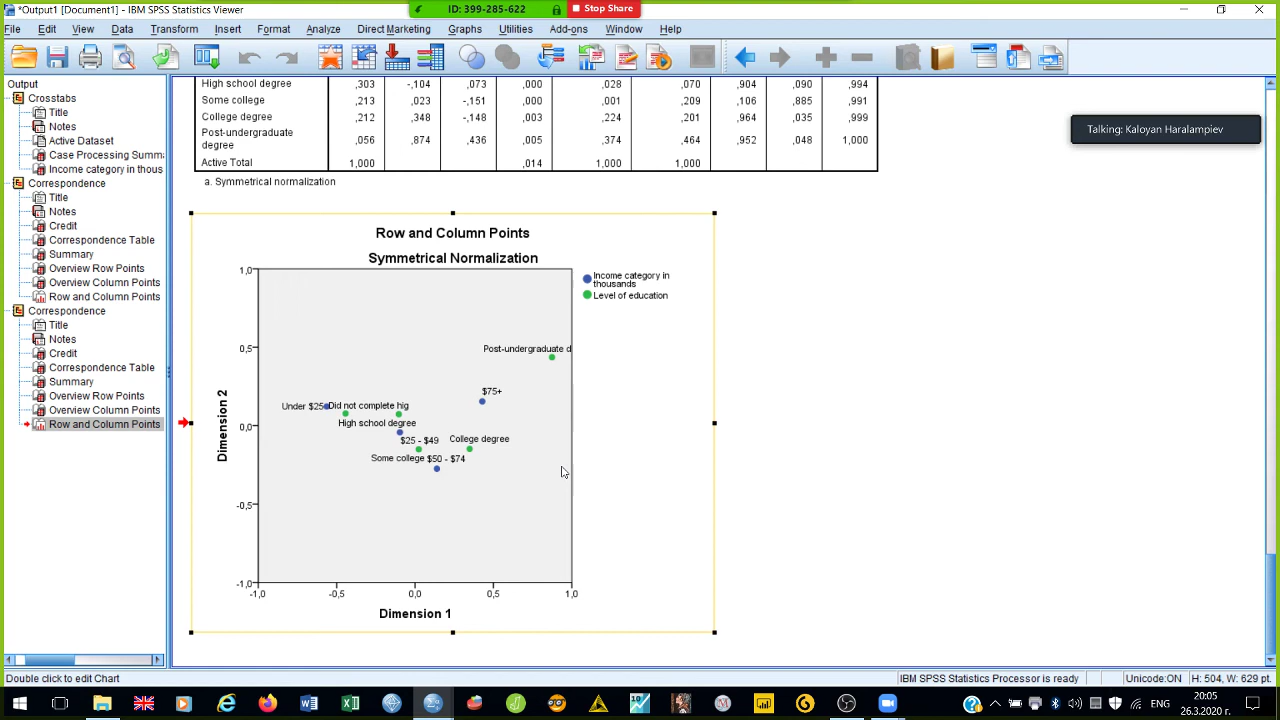 *Output1 [Document1] - IBM SPSS Statistics Viewer
ID: 399-285-622
Stop Share
File Edit View Data Transform Insert Format Analyze Direct Marketing Graphs Utilities Add-ons Window Help
Output
Crosstabs
Title
Notes
Active Dataset
Case Processing Summa
Income category in thous
Correspondence
Title
Notes
Credit
Correspondence Table
Summary
Overview Row Points
Overview Column Points
Row and Column Points
Correspondence
Title
Notes
Credit
Correspondence Table
Summary
Overview Row Points
Overview Column Points
Row and Column Points
High school degree ,303 -,104 ,073 ,000 ,028 ,070 ,904 ,090 ,994
Some college ,213 ,023 -,151 ,000 ,001 ,209 ,106 ,885 ,991
College degree ,212 ,348 -,148 ,003 ,224 ,201 ,964 ,035 ,999
Post-undergraduate
degree ,056 ,874 ,436 ,005 ,374 ,464 ,952 ,048 1,000
Active Total 1,000 ,014 1,000 1,000
a. Symmetrical normalization
Talking: Kaloyan Haralampiev
Row and Column Points
Symmetrical Normalization
Income category in
thousands
Level of education
1,0
0,5
0,0
-0,5
-1,0
Dimension 2
Post-undergraduate d
$75+
Under $25
Did not complete hig
High school degree
$25 - $49
College degree
Some college
$50 - $74
-1,0 -0,5 0,0 0,5 1,0
Dimension 1
Double click to edit Chart
IBM SPSS Statistics Processor is ready
Unicode:ON
H: 504, W: 629 pt.
10
ENG
20:05
26.3.2020 г.